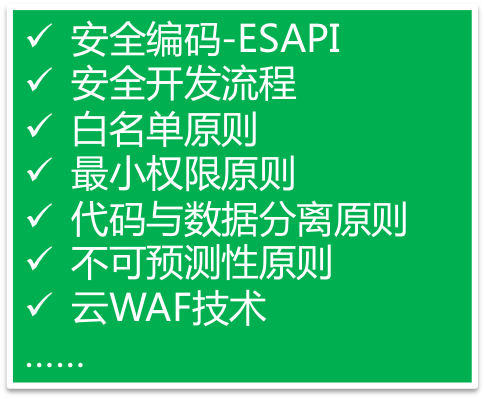 ✓ 安全编码-ESAPI
✓ 安全开发流程
✓ 白名单原则
✓ 最小权限原则
✓ 代码与数据分离原则
✓ 不可预测性原则
✓ 云WAF技术
……